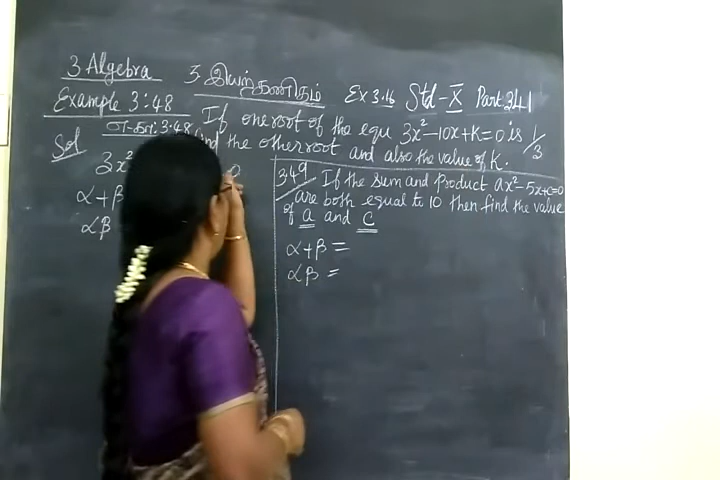 3 Algebra 3 இயற்கணிதம் Ex 3.16 Std - X Part 241
Example 3:48 If one root of the equ 3x² - 10x + K = 0 is 1/3
எ-கா: 3.48 find the other root and also the value of K.
Sol
3x²
α + β
αβ
349 If the sum and product ax² - 5x + c = 0
are both equal to 10 then find the value
of a and c
α + β =
αβ =